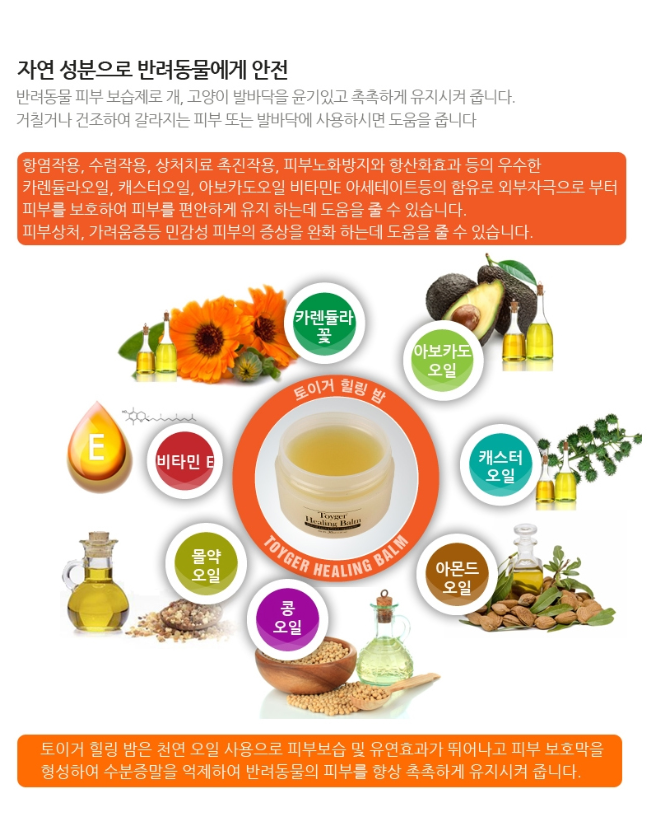 자연 성분으로 반려동물에게 안전
반려동물 피부 보습제로 개, 고양이 발바닥을 윤기있고 촉촉하게 유지시켜 줍니다.
거칠거나 건조하여 갈라지는 피부 또는 발바닥에 사용하시면 도움을 줍니다
항염작용, 수렴작용, 상처치료 촉진작용, 피부노화방지와 항산화효과 등의 우수한
카렌듈라오일, 캐스터오일, 아보카도오일 비타민E 아세테이트등의 함유로 외부자극으로 부터
피부를 보호하여 피부를 편안하게 유지 하는데 도움을 줄 수 있습니다.
피부상처, 가려움증등 민감성 피부의 증상을 완화 하는데 도움을 줄 수 있습니다.
카렌듈라
꽃
아보카도
오일
토이거 힐링 밤
E
비타민 E
캐스터
오일
Toyger
Healing Balm
TOYGER HEALING BALM
몰약
오일
아몬드
오일
콩
오일
토이거 힐링 밤은 천연 오일 사용으로 피부보습 및 유연효과가 뛰어나고 피부 보호막을
형성하여 수분증말을 억제하여 반려동물의 피부를 향상 촉촉하게 유지시켜 줍니다.